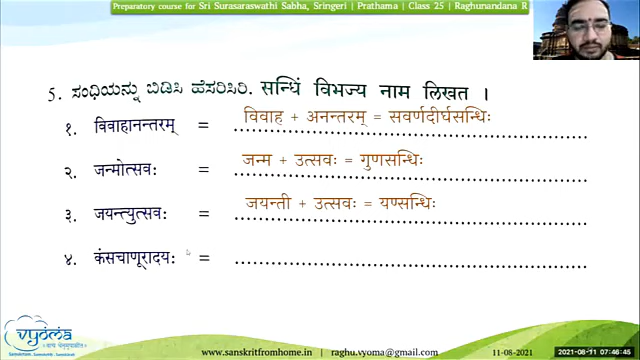 Preparatory course for Sri Surasaraswathi Sabha, Sringeri | Prathama | Class 25 | Raghunandana R
5. ಸಂಧಿಯನ್ನು ಬಿಡಿಸಿ ಹೆಸರಿಸಿರಿ. सन्धिं विभज्य नाम लिखत ।
१. विवाहानन्तरम् = विवाह + अनन्तरम् = सवर्णदीर्घसन्धिः
२. जन्मोत्सवः = जन्म + उत्सवः = गुणसन्धिः
३. जयन्त्युत्सवः = जयन्ती + उत्सवः = यण्सन्धिः
४. कंसचाणूरादयः =
vyoma
www.sanskritfromhome.in | raghu.vyoma@gmail.com 11-08-2021
2021-08-11 07:46:45